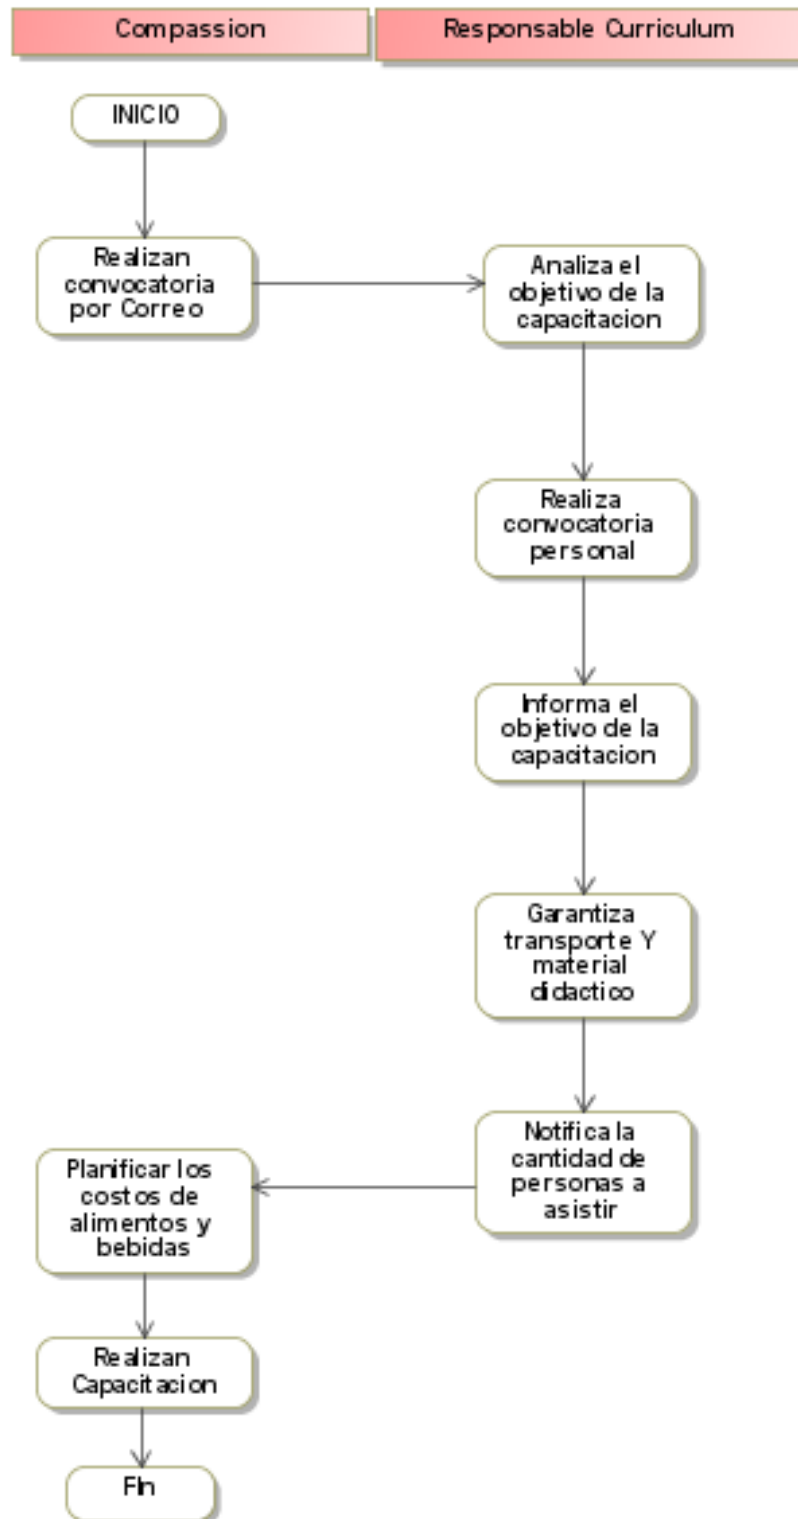 Compassion
Responsable Curriculum
INICIO
Realizan
convocatoria
por Correo
Analiza el
objetivo de la
capacitacion
Realiza
convocatoria
personal
Informa el
objetivo de la
capacitacion
Garantiza
transporte Y
material
didactico
Notifica la
cantidad de
personas a
asistir
Planificar los
costos de
alimentos y
bebidas
Realizan
Capacitacion
Fin